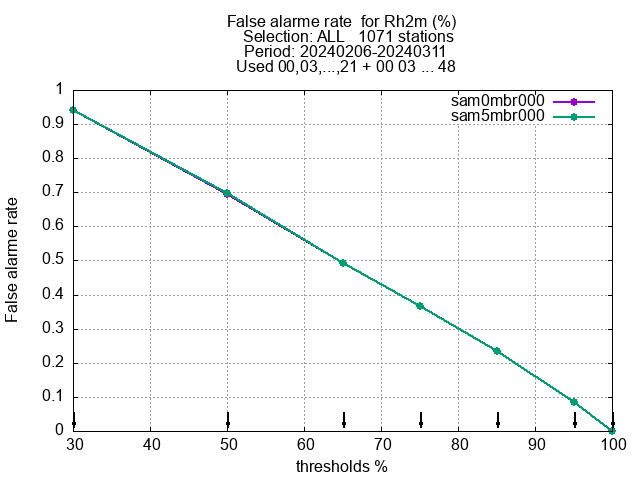 False alarme rate  for Rh2m (%)
Selection: ALL   1071 stations
Period: 20240206-20240311
Used 00,03,...,21 + 00 03 ... 48
sam0mbr000
sam5mbr000
1
0.9
0.8
0.7
0.6
0.5
0.4
0.3
0.2
0.1
0
False alarme rate
30 40 50 60 70 80 90 100
thresholds %